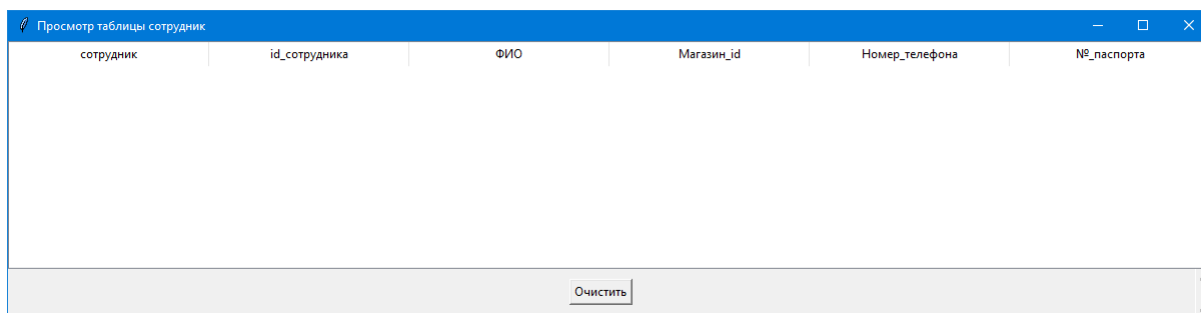 Просмотр таблицы сотрудник
сотрудник id_сотрудника ФИО Магазин_id Номер_телефона №_паспорта
Очистить